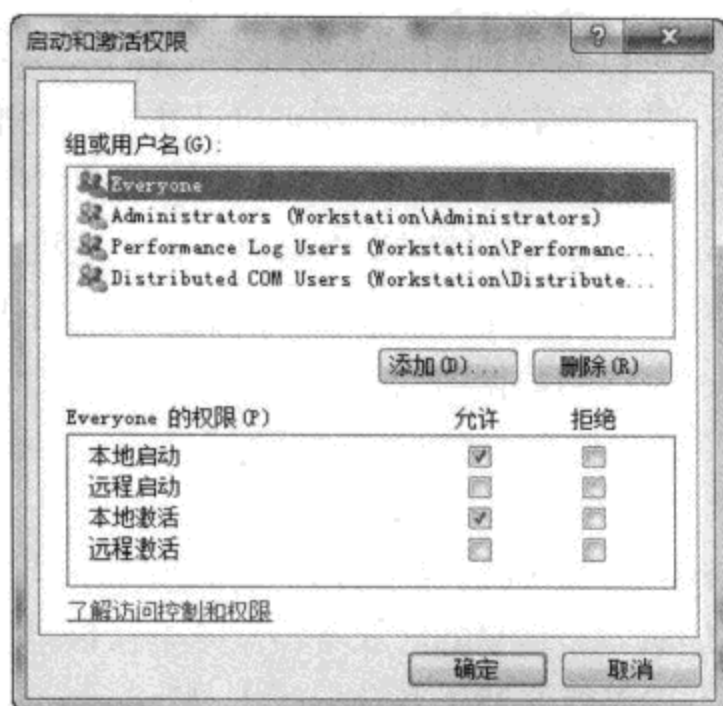 启动和激活权限
组或用户名(G):
Everyone
Administrators (Workstation\Administrators)
Performance Log Users (Workstation\Performanc...
Distributed COM Users (Workstation\Distribute...
添加(D)... 删除(R)
Everyone 的权限(P) 允许 拒绝
本地启动
远程启动
本地激活
远程激活
了解访问控制和权限
确定 取消